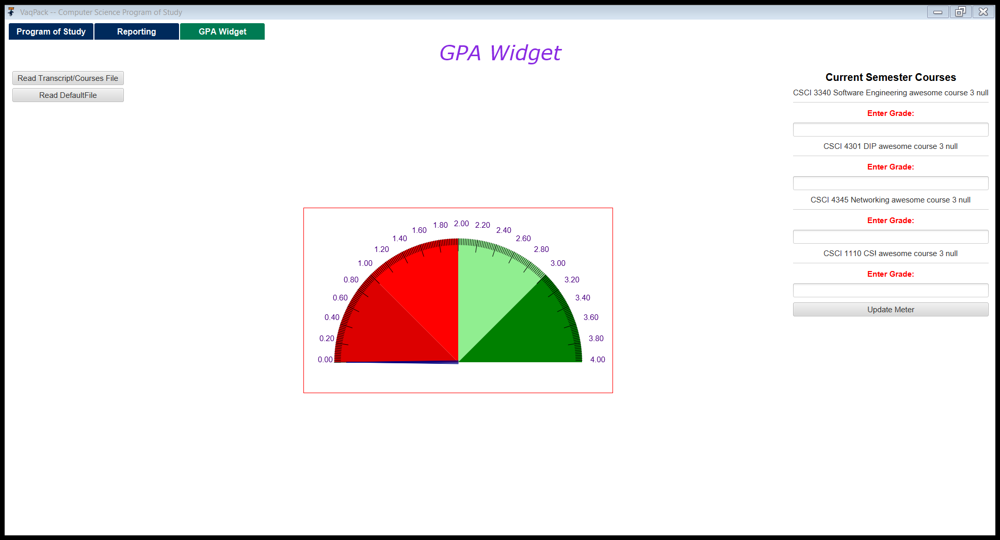 VaqPack -- Computer Science Program of Study
Program of Study
Reporting
GPA Widget
GPA Widget
Read Transcript/Courses File
Read DefaultFile
0.00
0.20
0.40
0.60
0.80
1.00
1.20
1.40
1.60
1.80
2.00
2.20
2.40
2.60
2.80
3.00
3.20
3.40
3.60
3.80
4.00
Current Semester Courses
CSCI 3340 Software Engineering awesome course 3 null
Enter Grade:
CSCI 4301 DIP awesome course 3 null
Enter Grade:
CSCI 4345 Networking awesome course 3 null
Enter Grade:
CSCI 1110 CS! awesome course 3 null
Enter Grade:
Update Meter